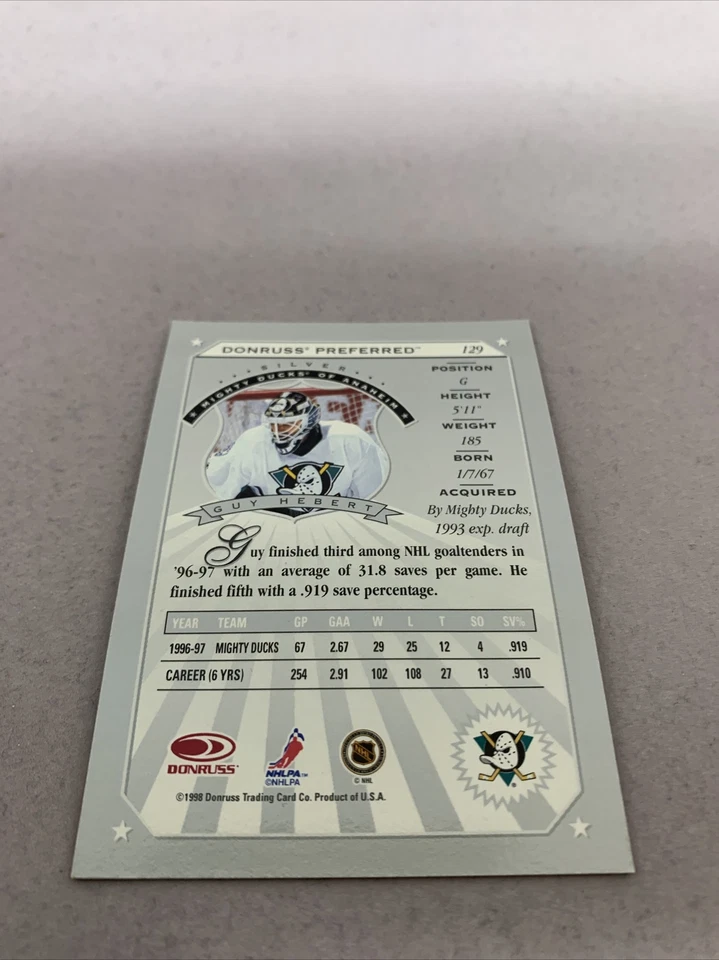 DONRUSS® PREFERRED™ 129
SILVER
MIGHTY DUCKS® OF ANAHEIM
GUY HEBERT
POSITION
G
HEIGHT
5'11"
WEIGHT
185
BORN
1/7/67
ACQUIRED
By Mighty Ducks,
1993 exp. draft
Guy finished third among NHL goaltenders in
'96-97 with an average of 31.8 saves per game. He
finished fifth with a .919 save percentage.
YEAR TEAM GP GAA W L T SO SV%
1996-97 MIGHTY DUCKS 67 2.67 29 25 12 4 .919
CAREER (6 YRS) 254 2.91 102 108 27 13 .910
DONRUSS®
NHLPA™
©NHLPA
NHL
© NHL
©1998 Donruss Trading Card Co. Product of U.S.A.